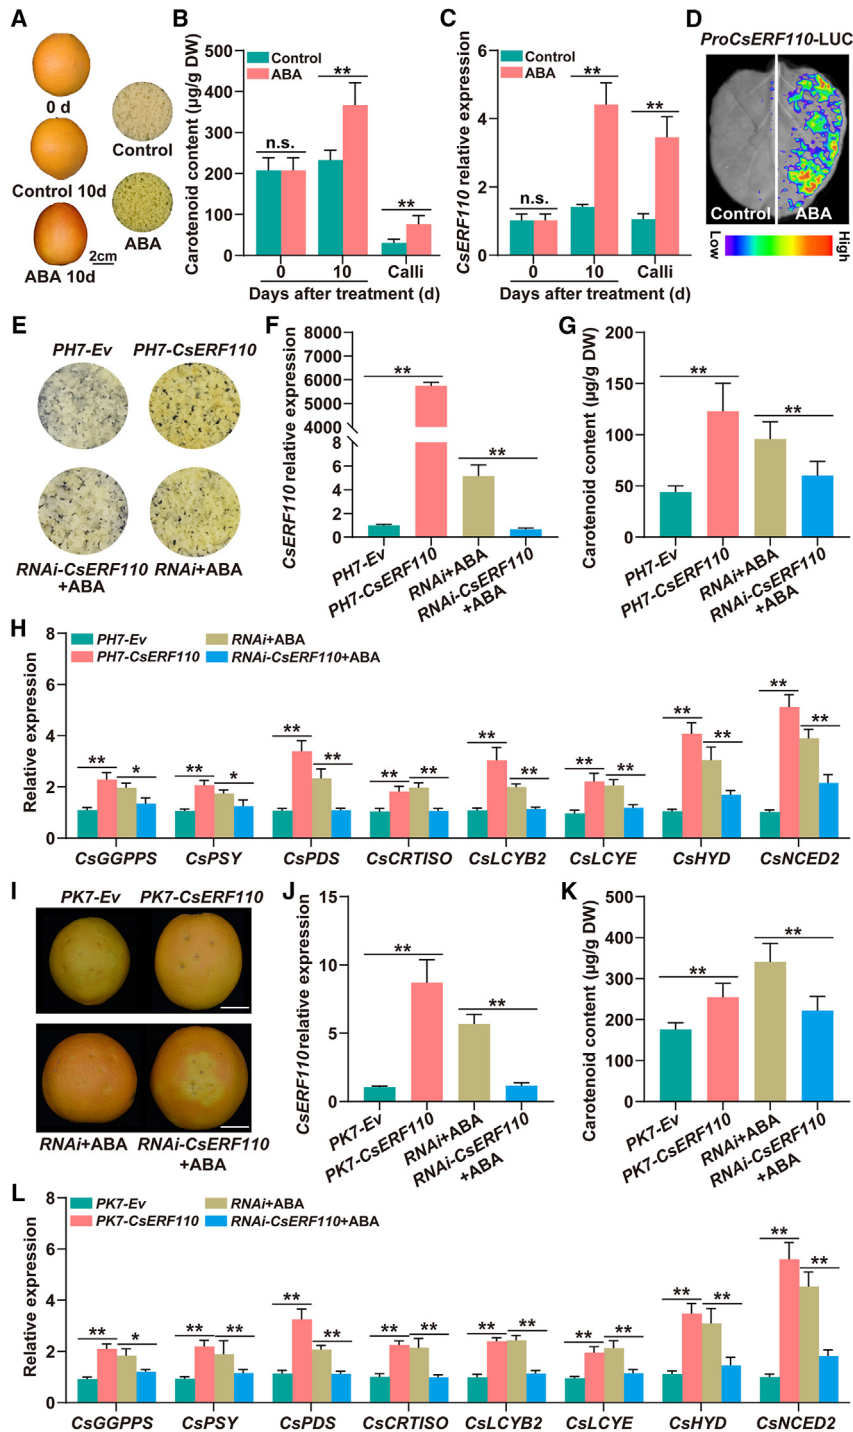 A
0 d
Control 10d
ABA 10d
2cm
Control
ABA
B
Carotenoid content (µg/g DW)
500
400
300
200
100
0
Control
ABA
n.s.
**
**
0
10
Calli
Days after treatment (d)
C
CsERF110 relative expression
6
4
2
0
Control
ABA
n.s.
**
**
0
10
Calli
Days after treatment (d)
D
ProCsERF110-LUC
Control
ABA
Low
High
E
PH7-Ev
PH7-CsERF110
RNAi-CsERF110
+ABA
RNAi+ABA
F
CsERF110 relative expression
8000
7000
6000
5000
4000
8
6
4
2
0
**
**
PH7-Ev
PH7-CsERF110
RNAi+ABA
RNAi-CsERF110
+ABA
G
Carotenoid content (µg/g DW)
200
150
100
50
0
**
**
PH7-Ev
PH7-CsERF110
RNAi+ABA
RNAi-CsERF110
+ABA
H
Relative expression
8
6
4
2
0
PH7-Ev
PH7-CsERF110
RNAi+ABA
RNAi-CsERF110+ABA
** *
** *
** **
** **
** **
** **
** **
** **
CsGGPPS
CsPSY
CsPDS
CsCRTISO
CsLCYB2
CsLCYE
CsHYD
CsNCED2
I
PK7-Ev
PK7-CsERF110
RNAi+ABA
RNAi-CsERF110
+ABA
J
CsERF110 relative expression
15
10
5
0
**
**
PK7-Ev
PK7-CsERF110
RNAi+ABA
RNAi-CsERF110
+ABA
K
Carotenoid content (µg/g DW)
500
400
300
200
100
0
**
**
PK7-Ev
PK7-CsERF110
RNAi+ABA
RNAi-CsERF110
+ABA
L
Relative expression
8
6
4
2
0
PK7-Ev
PK7-CsERF110
RNAi+ABA
RNAi-CsERF110+ABA
** *
** **
** **
** **
** **
** **
** **
** **
CsGGPPS
CsPSY
CsPDS
CsCRTISO
CsLCYB2
CsLCYE
CsHYD
CsNCED2